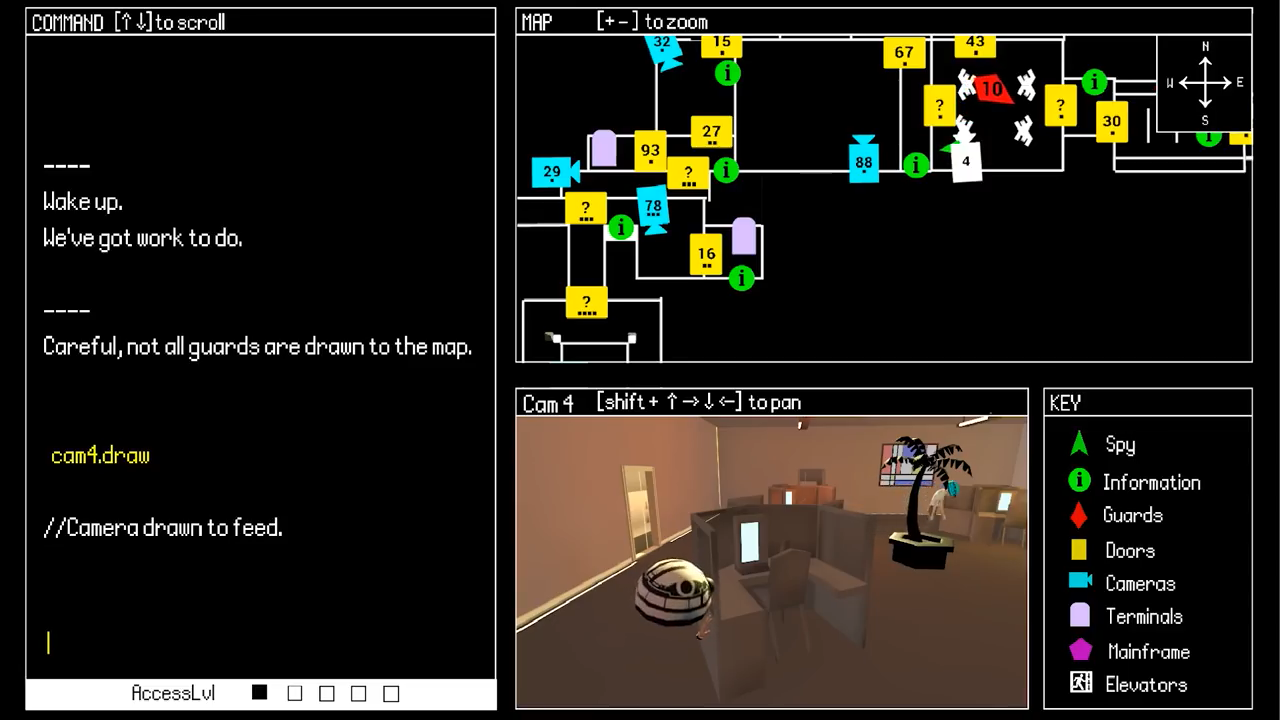 COMMAND [↑↓]to scroll
----
Wake up.
We've got work to do.
----
Careful, not all guards are drawn to the map.
cam4.draw
//Camera drawn to feed.
AccessLvl
MAP [+-] to zoom
32
15
67
43
10
N
W E
S
?
?
30
27
93
?
29
88
4
?
78
16
?
Cam 4 [shift+ ↑→↓←] to pan
KEY
Spy
Information
Guards
Doors
Cameras
Terminals
Mainframe
Elevators